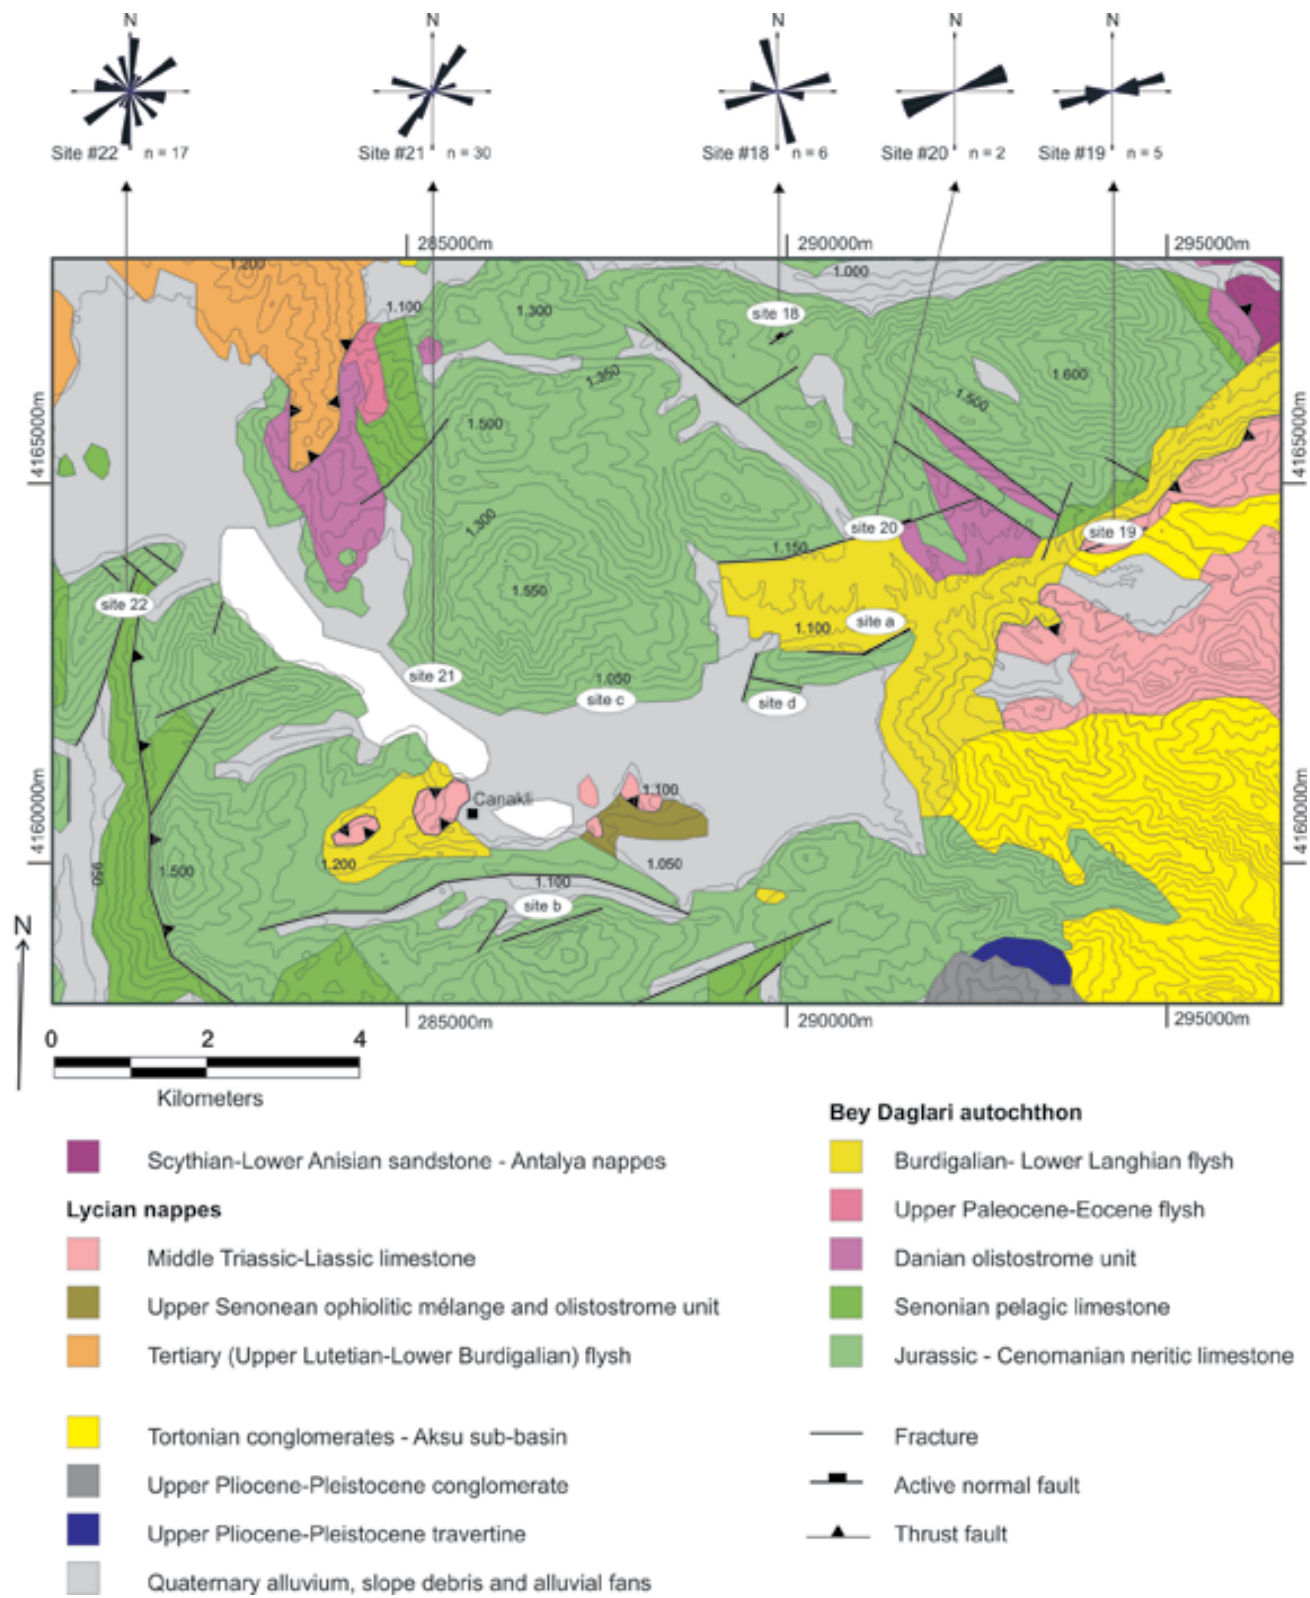 N N N N N
Site #22 n = 17 Site #21 n = 30 Site #18 n = 6 Site #20 n = 2 Site #19 n = 5
285000m 290000m 295000m
1.200
1.000
1.100
1.300
site 18
1.350
1.600
1.500
1.500
4165000m 4165000m
1.300
site 20
site 19
1.150
1.550
site 22
site a
1.100
site 21
1.050
site c
site d
1.100
Canakli
4160000m 4160000m
1.200
1.050
1.500
950
1.100
site b
N
285000m 290000m 295000m
0 2 4
Kilometers
Scythian-Lower Anisian sandstone - Antalya nappes
Lycian nappes
Middle Triassic-Liassic limestone
Upper Senonean ophiolitic mélange and olistostrome unit
Tertiary (Upper Lutetian-Lower Burdigalian) flysh
Tortonian conglomerates - Aksu sub-basin
Upper Pliocene-Pleistocene conglomerate
Upper Pliocene-Pleistocene travertine
Quaternary alluvium, slope debris and alluvial fans
Bey Daglari autochthon
Burdigalian- Lower Langhian flysh
Upper Paleocene-Eocene flysh
Danian olistostrome unit
Senonian pelagic limestone
Jurassic - Cenomanian neritic limestone
Fracture
Active normal fault
Thrust fault